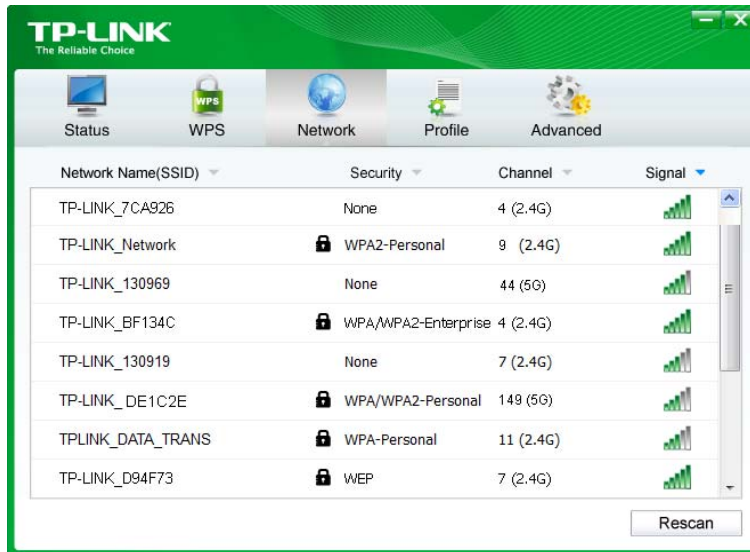 TP-LINK
The Reliable Choice
Status WPS Network Profile Advanced
WPS
Network Name(SSID) Security Channel Signal
TP-LINK_7CA926 None 4 (2.4G)
TP-LINK_Network WPA2-Personal 9 (2.4G)
TP-LINK_130969 None 44 (5G)
TP-LINK_BF134C WPA/WPA2-Enterprise 4 (2.4G)
TP-LINK_130919 None 7 (2.4G)
TP-LINK_DE1C2E WPA/WPA2-Personal 149 (5G)
TPLINK_DATA_TRANS WPA-Personal 11 (2.4G)
TP-LINK_D94F73 WEP 7 (2.4G)
Rescan